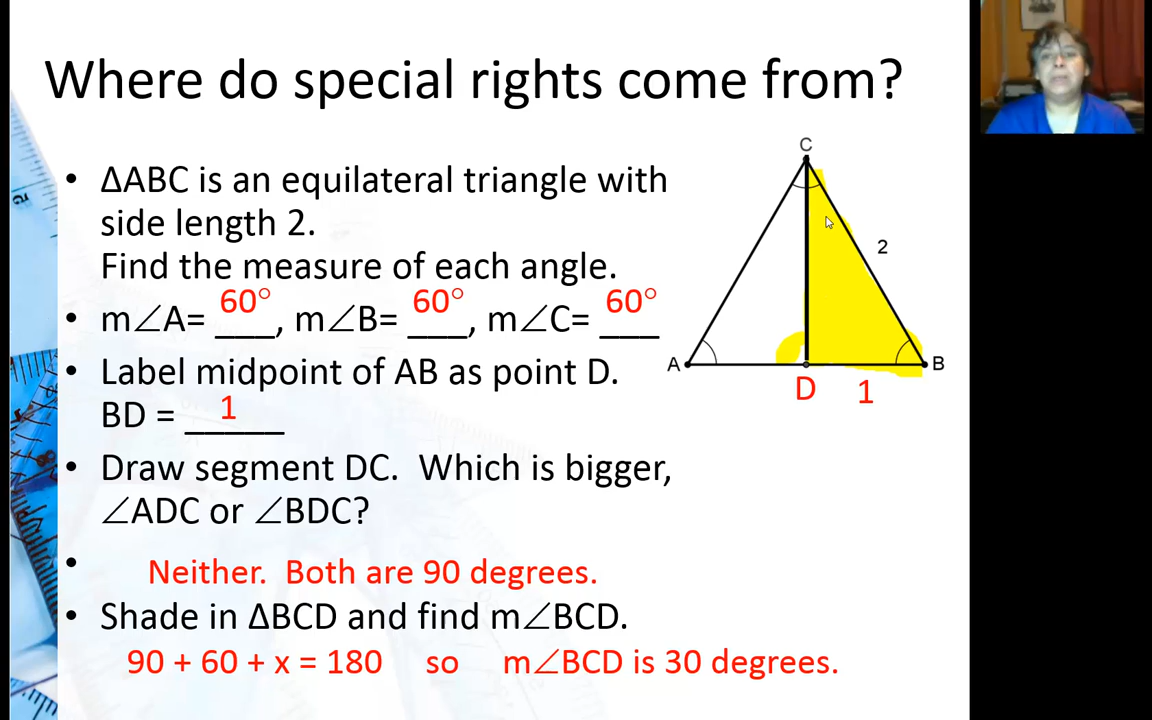 Where do special rights come from?
• ΔABC is an equilateral triangle with
side length 2.
Find the measure of each angle.
60° 60° 60°
• m∠A= ___, m∠B= ___, m∠C= ___
• Label midpoint of AB as point D.
BD = __1__
• Draw segment DC. Which is bigger,
∠ADC or ∠BDC?
• Neither. Both are 90 degrees.
• Shade in ΔBCD and find m∠BCD.
90 + 60 + x = 180 so m∠BCD is 30 degrees.
C
2
A
B
D 1